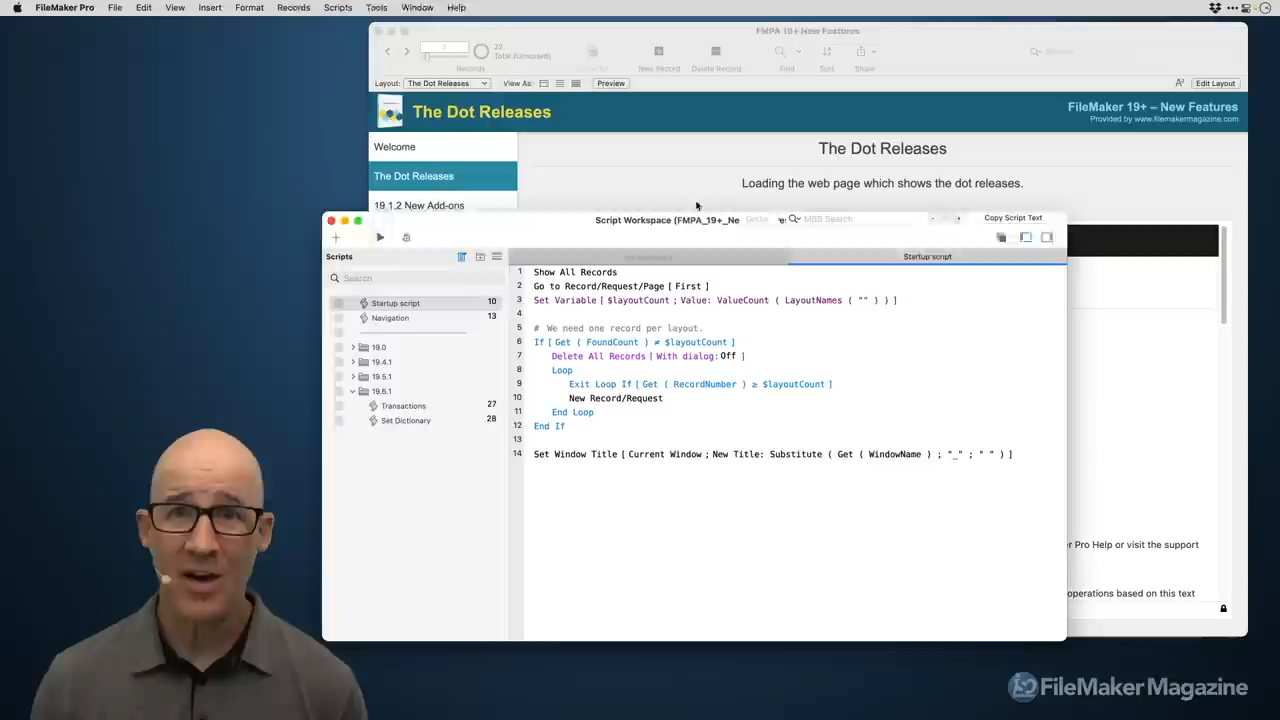 FileMaker Pro File Edit View Insert Format Records Scripts Tools Window Help
FMPA 19+ New Features
22
Total (Unsorted)
Records New Record Delete Record Find Sort Share
Layout: The Dot Releases View As: Preview Edit Layout
The Dot Releases
FileMaker 19+ – New Features
Provided by www.filemakermagazine.com
Welcome
The Dot Releases
19.1.2 New Add-ons
The Dot Releases
Loading the web page which shows the dot releases.
Script Workspace (FMPA_19+_Ne MBS Search Copy Script Text
Scripts
Search
Startup script 10
Navigation 13
19.0
19.4.1
19.5.1
19.6.1
Transactions 27
Set Dictionary 28
Startup script
1 Show All Records
2 Go to Record/Request/Page [ First ]
3 Set Variable [ $layoutCount ; Value: ValueCount ( LayoutNames ( "" ) ) ]
4
5 # We need one record per layout.
6 If [ Get ( FoundCount ) ≠ $layoutCount ]
7 Delete All Records [ With dialog: Off ]
8 Loop
9 Exit Loop If [ Get ( RecordNumber ) ≥ $layoutCount ]
10 New Record/Request
11 End Loop
12 End If
13
14 Set Window Title [ Current Window ; New Title: Substitute ( Get ( WindowName ) ; "_" ; " " ) ]
r Pro Help or visit the support
operations based on this text
FileMaker Magazine